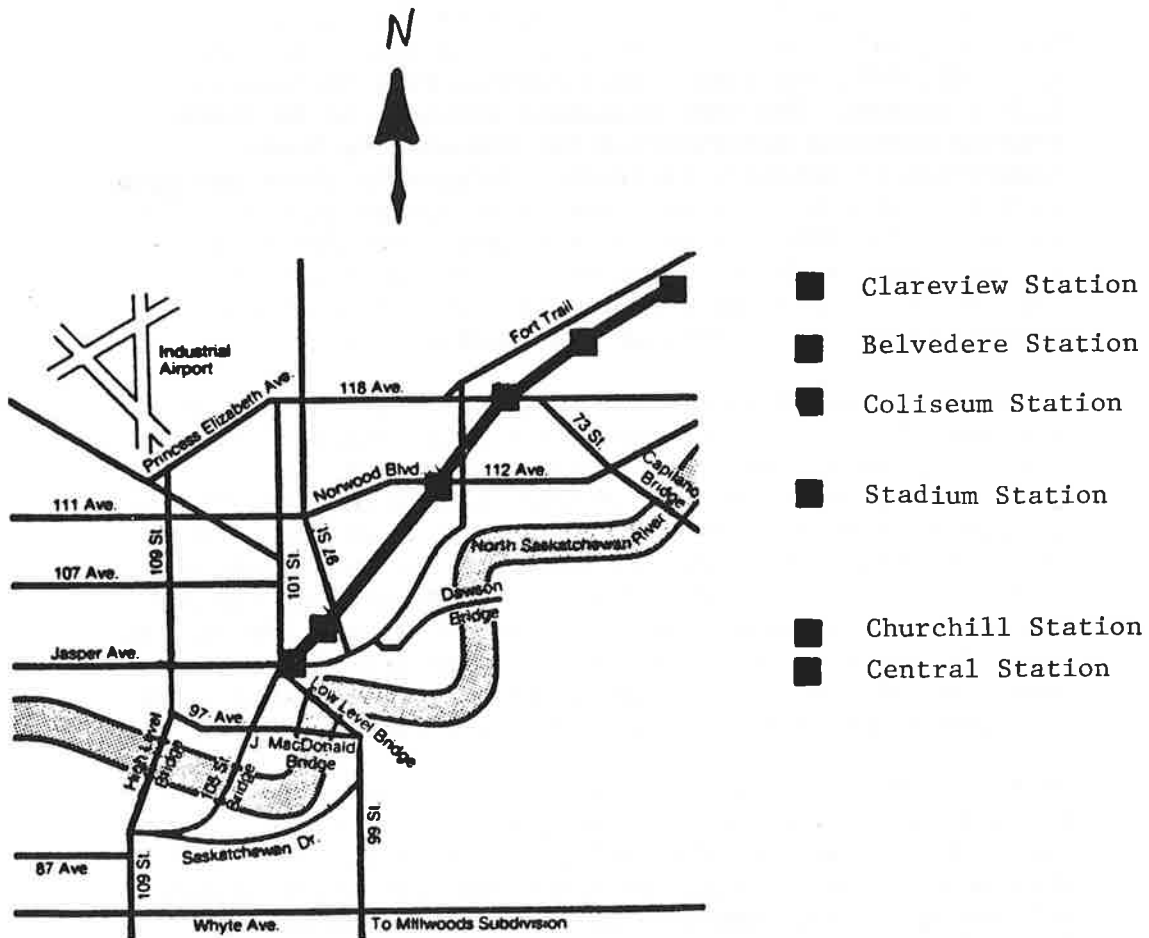 N
Clareview Station
Belvedere Station
Coliseum Station
Stadium Station
Churchill Station
Central Station
Fort Trail
Industrial
Airport
Princess Elizabeth Ave.
118 Ave.
73 St.
Norwood Blvd.
112 Ave.
Capilano
Bridge
111 Ave.
97 St.
North Saskatchewan River
109 St.
101 St.
107 Ave.
Dawson
Bridge
Jasper Ave.
Low Level Bridge
97 Ave.
High Level
Bridge
J. MacDonald
Bridge
105 St.
Bridge
99 St.
Saskatchewan Dr.
87 Ave
109 St.
Whyte Ave.
To Millwoods Subdivision